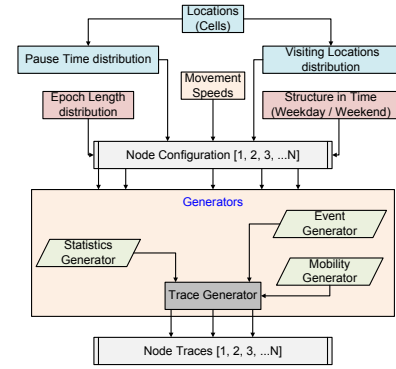 Locations
(Cells)
Pause Time distribution
Visiting Locations
distribution
Movement
Speeds
Epoch Length
distribution
Structure in Time
(Weekday / Weekend)
Node Configuration [1, 2, 3, ...N]
Generators
Event
Generator
Statistics
Generator
Mobility
Generator
Trace Generator
Node Traces [1, 2, 3, ...N]